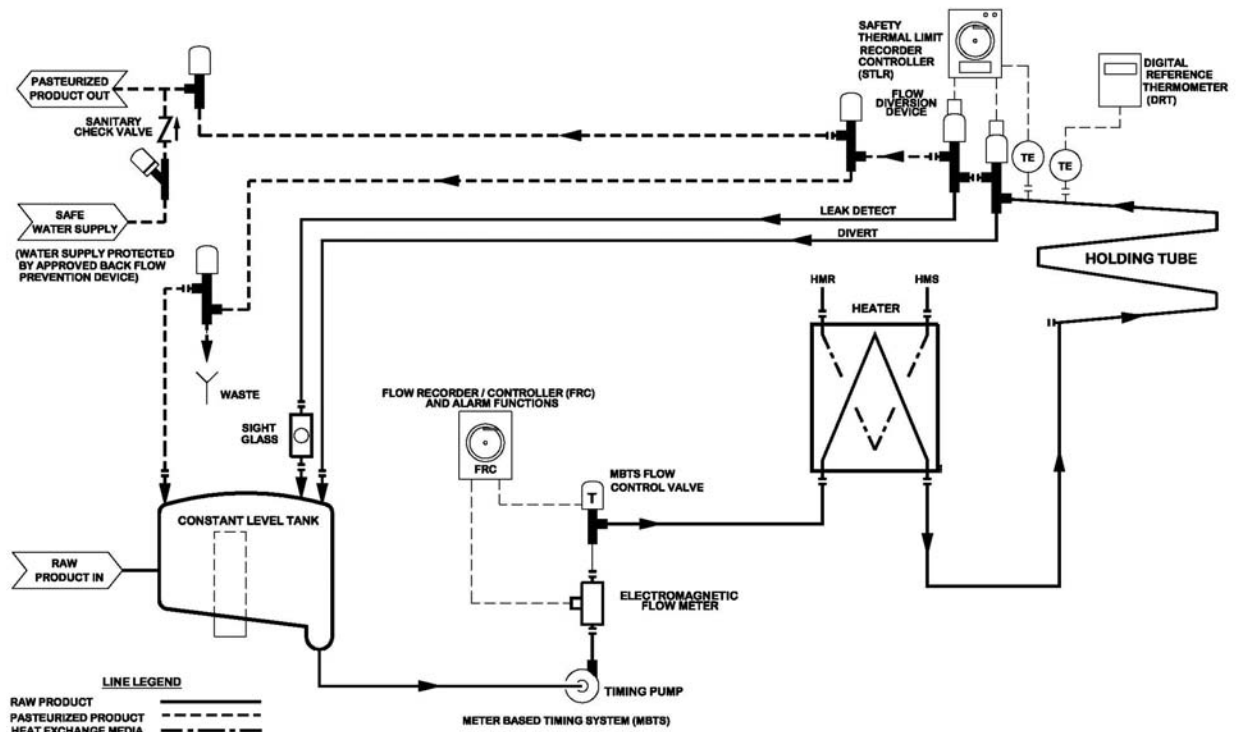 SAFETY
THERMAL LIMIT
RECORDER
CONTROLLER
(STLR)
DIGITAL
REFERENCE
THERMOMETER
(DRT)
PASTEURIZED
PRODUCT OUT
SANITARY
CHECK VALVE
FLOW
DIVERSION
DEVICE
TE
TE
SAFE
WATER SUPPLY
(WATER SUPPLY PROTECTED
BY APPROVED BACK FLOW
PREVENTION DEVICE)
LEAK DETECT
DIVERT
HOLDING TUBE
HMR
HMS
HEATER
WASTE
SIGHT
GLASS
FLOW RECORDER / CONTROLLER (FRC)
AND ALARM FUNCTIONS
FRC
MBTS FLOW
CONTROL VALVE
T
CONSTANT LEVEL TANK
RAW
PRODUCT IN
ELECTROMAGNETIC
FLOW METER
TIMING PUMP
METER BASED TIMING SYSTEM (MBTS)
LINE LEGEND
RAW PRODUCT
PASTEURIZED PRODUCT
HEAT EXCHANGE MEDIA